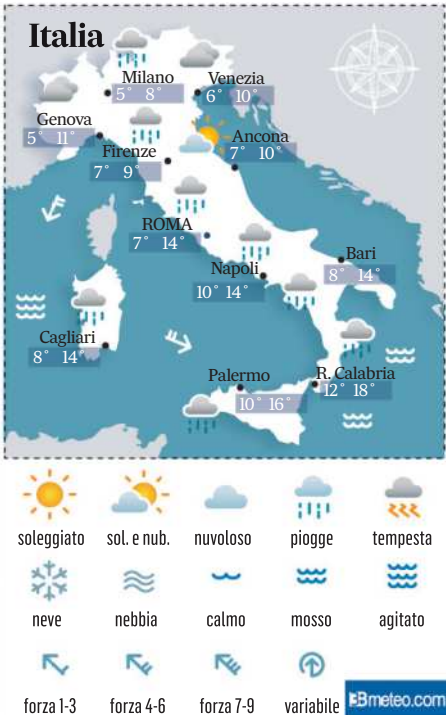 Italia
Milano
5° 8°
Venezia
6° 10°
Genova
5° 11°
Firenze
7° 9°
Ancona
7° 10°
ROMA
7° 14°
Napoli
10° 14°
Bari
8° 14°
Cagliari
8° 14°
Palermo
10° 16°
R. Calabria
12° 18°
soleggiato sol. e nub. nuvoloso piogge tempesta
neve nebbia calmo mosso agitato
forza 1-3 forza 4-6 forza 7-9 variabile
3Bmeteo.com